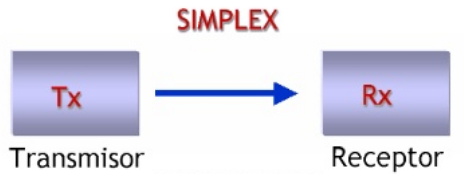 SIMPLEX
Tx
Rx
Transmisor
Receptor